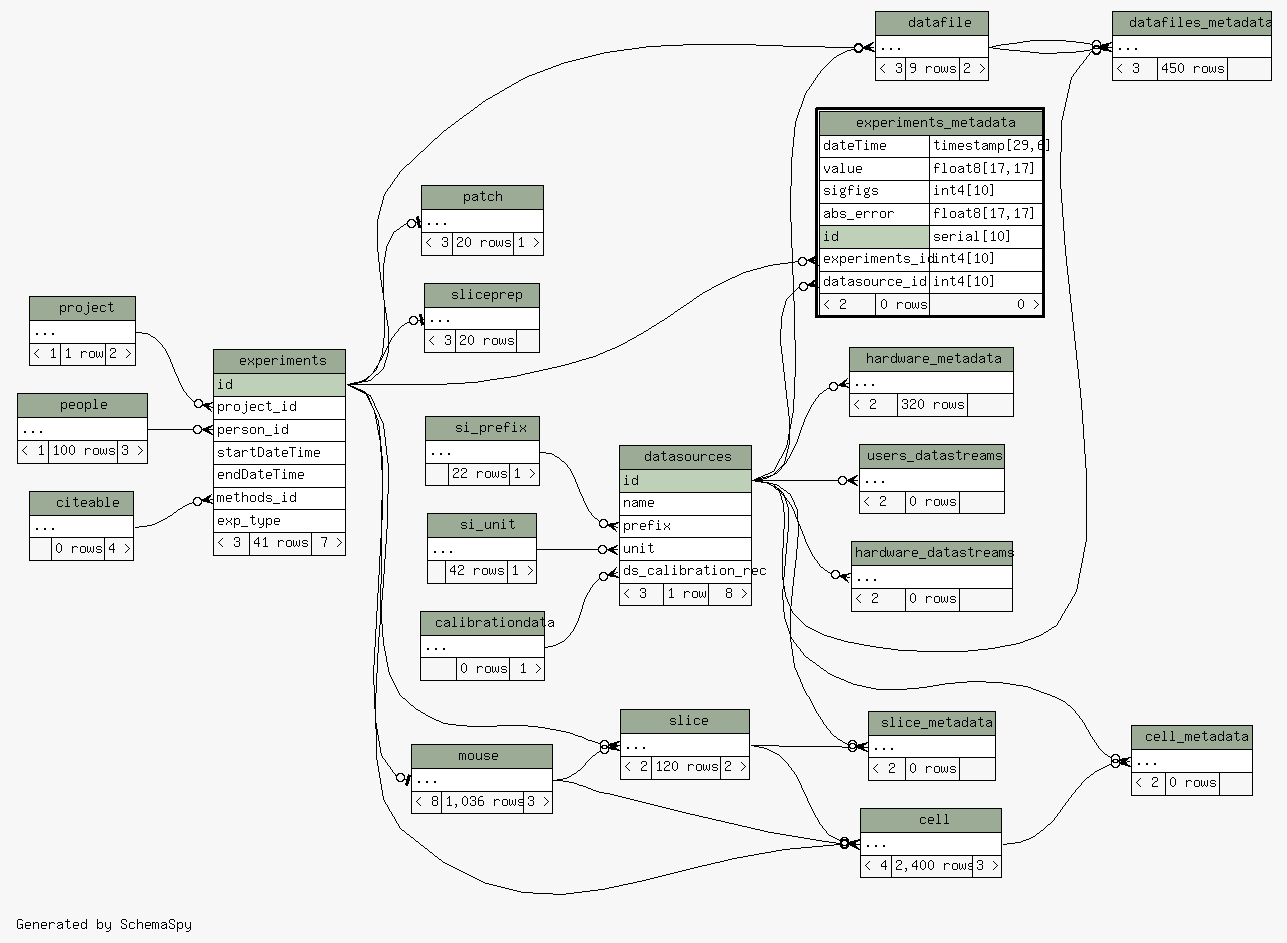 datafile
...
< 3 9 rows 2 >
datafiles_metadata
...
< 3 450 rows
experiments_metadata
dateTime timestamp[29,6]
value float8[17,17]
sigfigs int4[10]
abs_error float8[17,17]
id serial[10]
experiments_id int4[10]
datasource_id int4[10]
< 2 0 rows 0 >
patch
...
< 3 20 rows 1 >
sliceprep
...
< 3 20 rows
project
...
< 1 1 row 2 >
people
...
< 1 100 rows 3 >
citeable
...
0 rows 4 >
experiments
id
project_id
person_id
startDateTime
endDateTime
methods_id
exp_type
< 3 41 rows 7 >
si_prefix
...
22 rows 1 >
si_unit
...
42 rows 1 >
calibrationdata
...
0 rows 1 >
datasources
id
name
prefix
unit
ds_calibration_rec
< 3 1 row 8 >
hardware_metadata
...
< 2 320 rows
users_datastreams
...
< 2 0 rows
hardware_datastreams
...
< 2 0 rows
slice
...
< 2 120 rows 2 >
mouse
...
< 8 1,036 rows 3 >
slice_metadata
...
< 2 0 rows
cell
...
< 4 2,400 rows 3 >
cell_metadata
...
< 2 0 rows
Generated by SchemaSpy